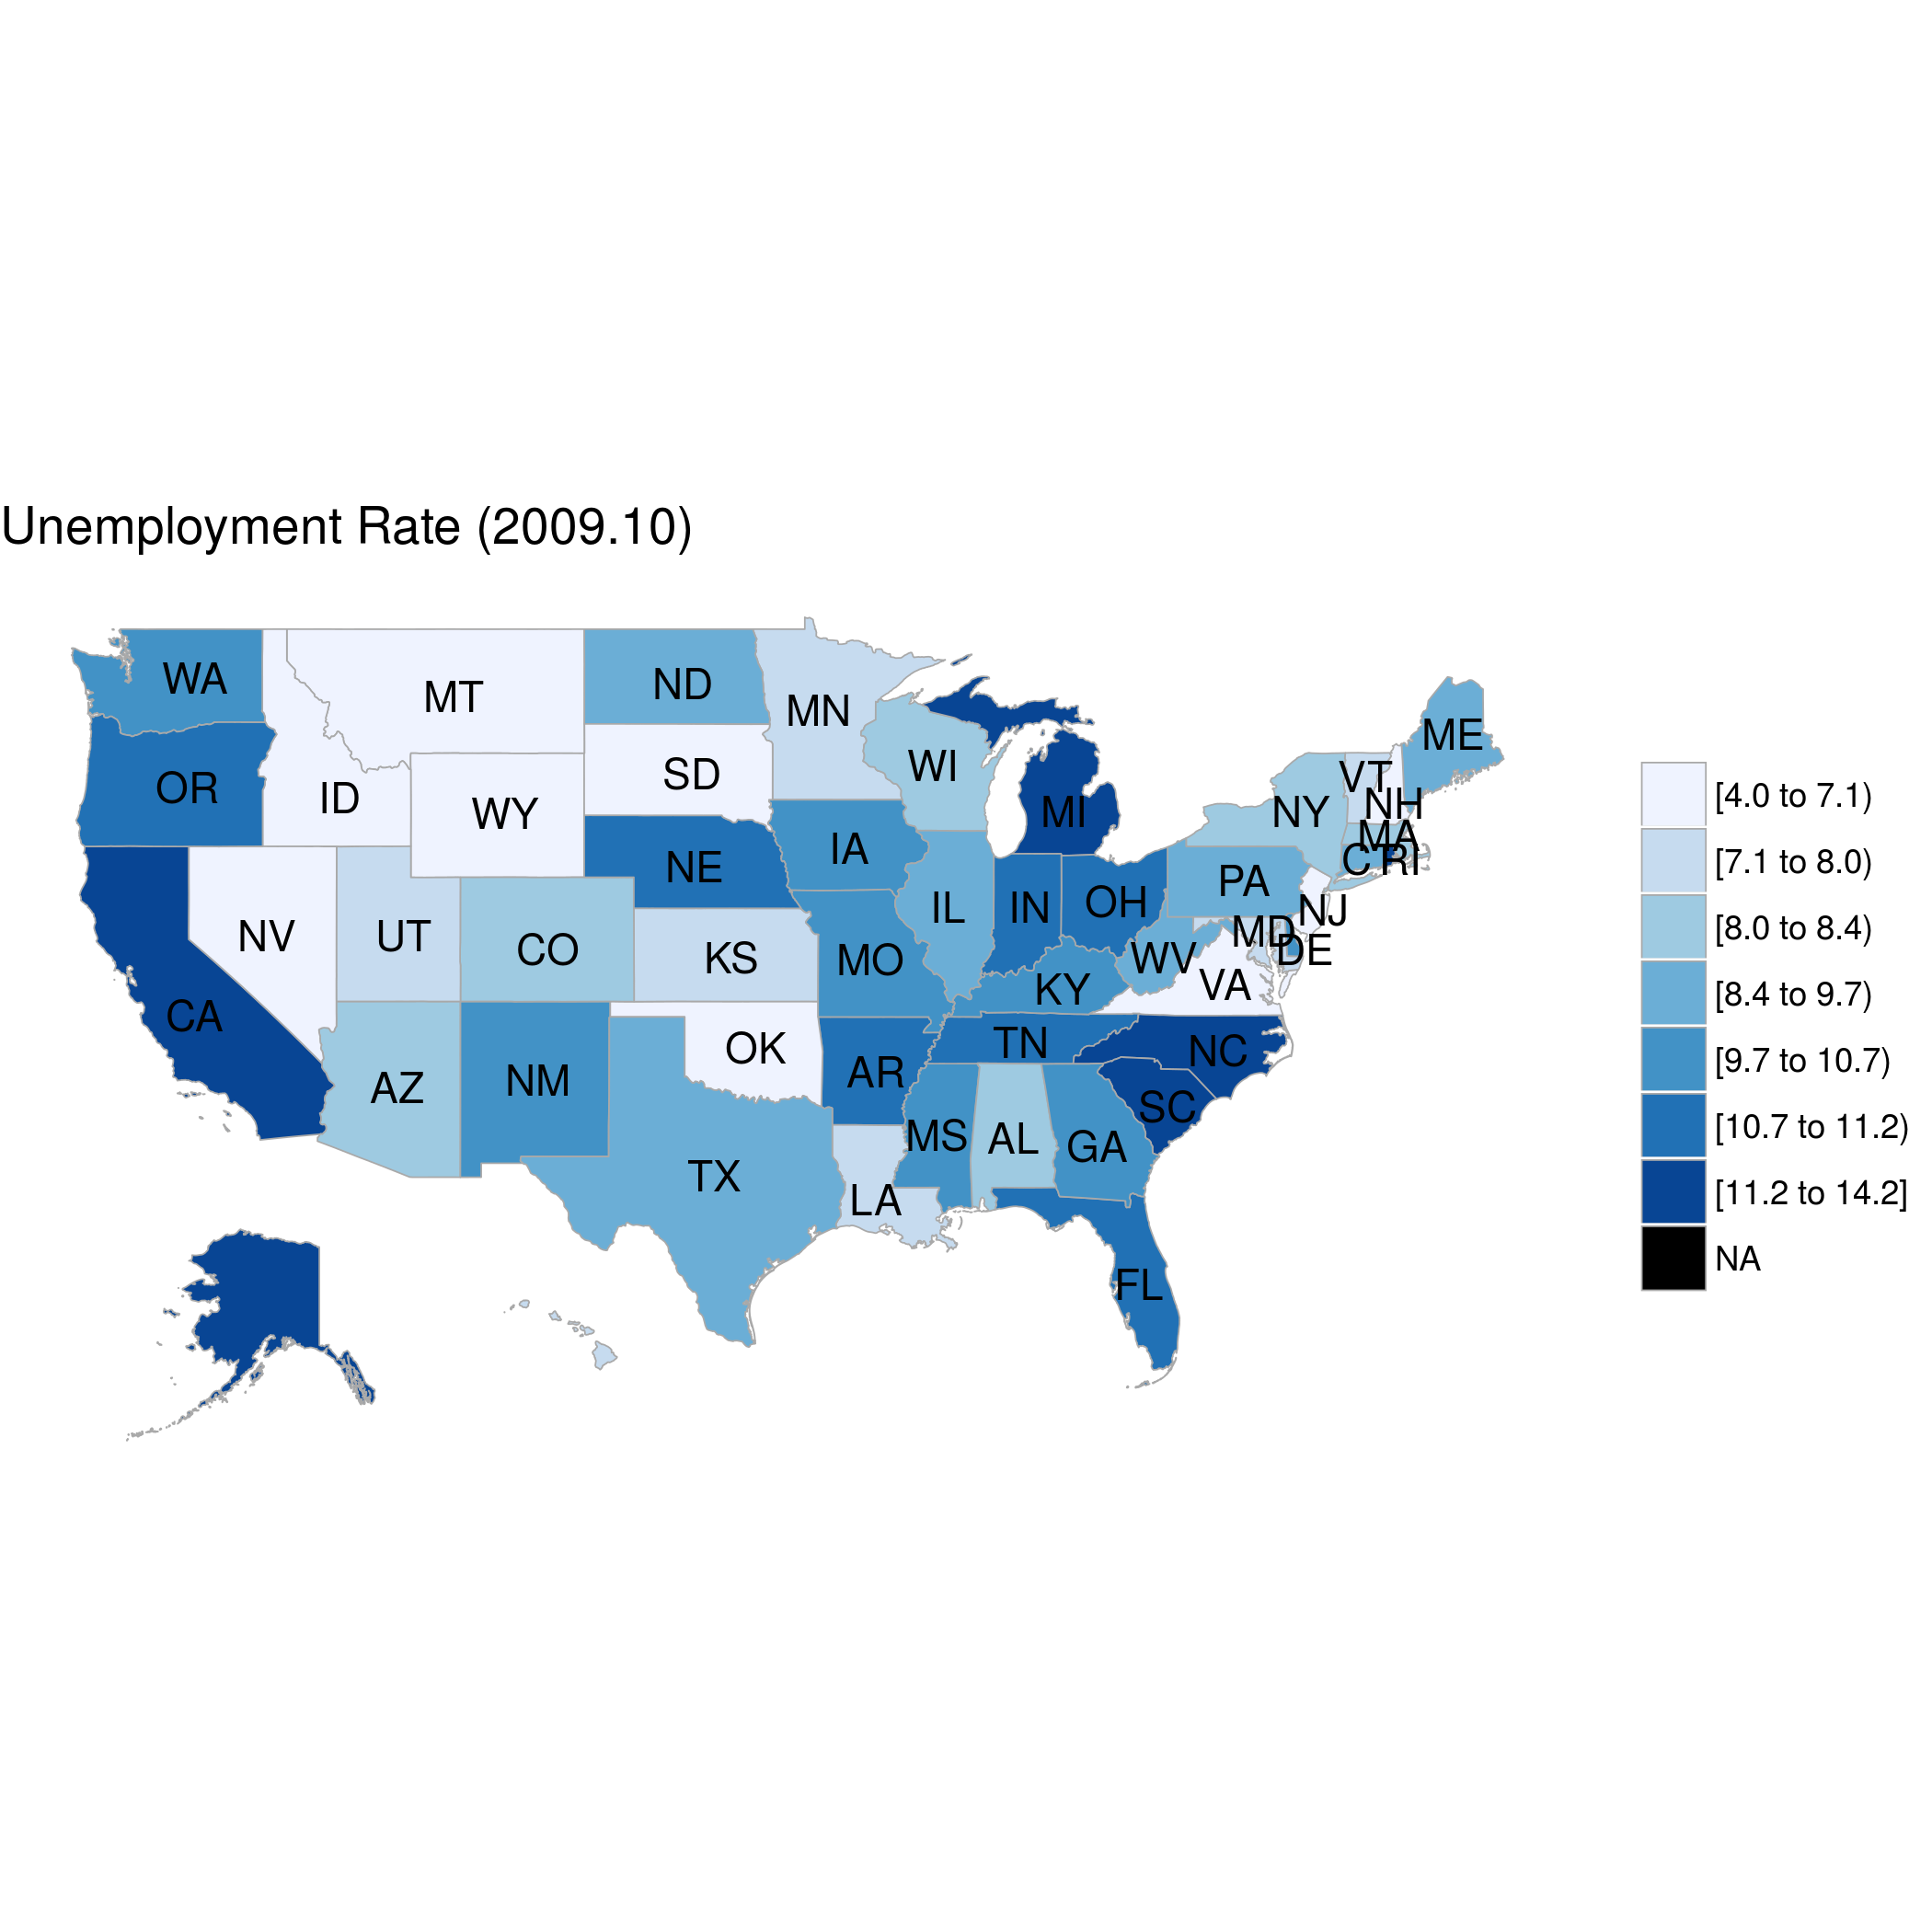 Unemployment Rate (2009.10)
WA
MT
ND
MN
ME
OR
ID
WY
SD
WI
MI
VT
NH
NY
MA
CT
RI
NE
IA
PA
NJ
NV
UT
CO
KS
MO
IL
IN
OH
MD
DE
WV
VA
KY
CA
AZ
NM
OK
AR
TN
NC
SC
TX
LA
MS
AL
GA
FL
[4.0 to 7.1)
[7.1 to 8.0)
[8.0 to 8.4)
[8.4 to 9.7)
[9.7 to 10.7)
[10.7 to 11.2)
[11.2 to 14.2]
NA